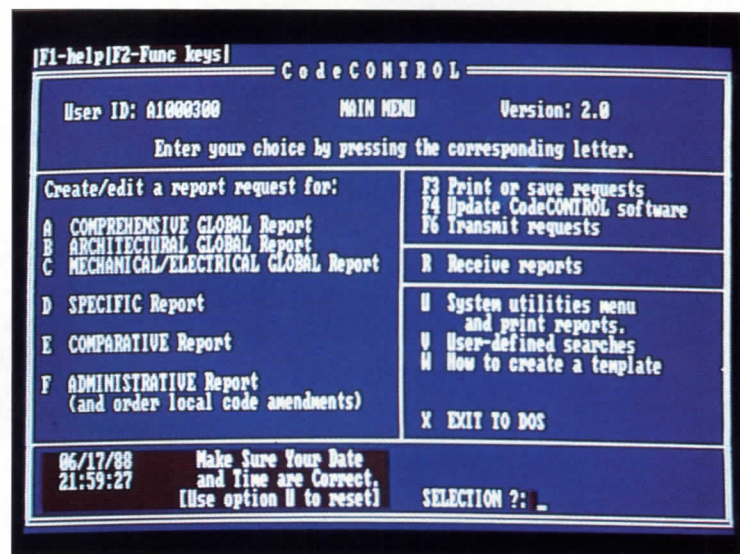 |F1-help|F2-Func keys|
CodeCONTROL
User ID: A1000300 MAIN MENU Version: 2.0
Enter your choice by pressing the corresponding letter.
Create/edit a report request for:
A COMPREHENSIVE GLOBAL Report
B ARCHITECTURAL GLOBAL Report
C MECHANICAL/ELECTRICAL GLOBAL Report
D SPECIFIC Report
E COMPARATIVE Report
F ADMINISTRATIVE Report
(and order local code amendments)
F3 Print or save requests
F4 Update CodeCONTROL software
F6 Transmit requests
R Receive reports
U System utilities menu
and print reports.
V User-defined searches
W How to create a template
X EXIT TO DOS
06/17/88 Make Sure Your Date
21:59:27 and Time are Correct.
[Use option U to reset]
SELECTION ?: _